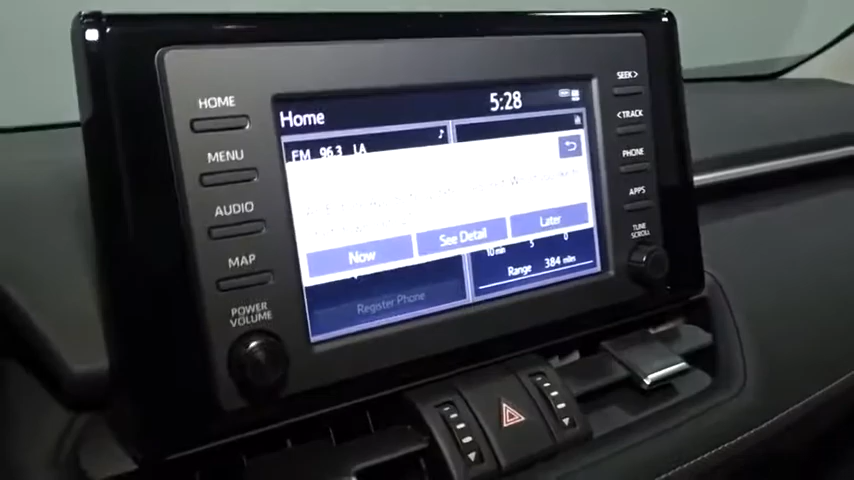 HOME
MENU
AUDIO
MAP
POWER
VOLUME
Home
5:28
FM 96.3 LA
Now
See Detail
Later
10 min
5
0
Range 384 miles
Register Phone
SEEK>
<TRACK
PHONE
APPS
TUNE
SCROLL